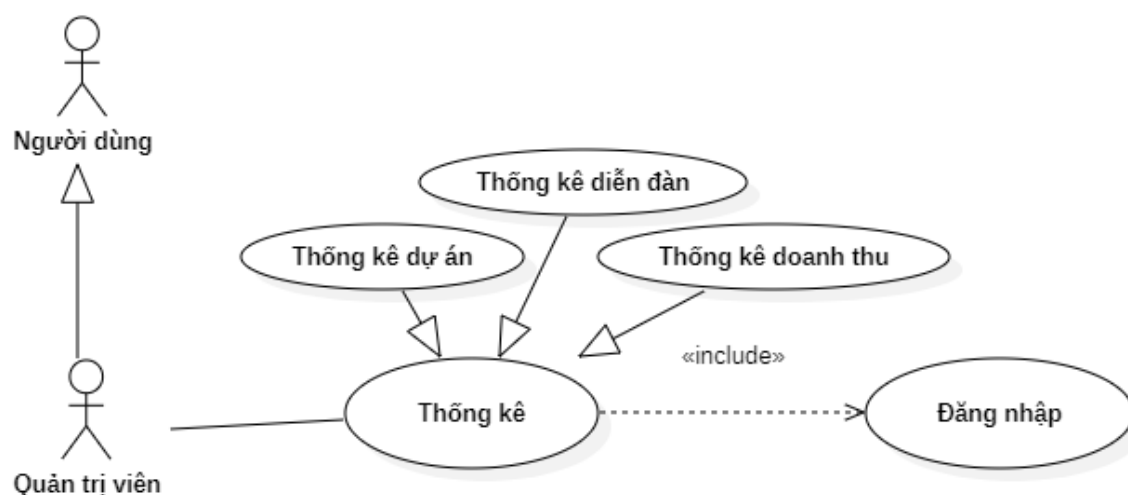 Người dùng
Thống kê diễn đàn
Thống kê dự án
Thống kê doanh thu
«include»
Thống kê
Đăng nhập
Quản trị viên